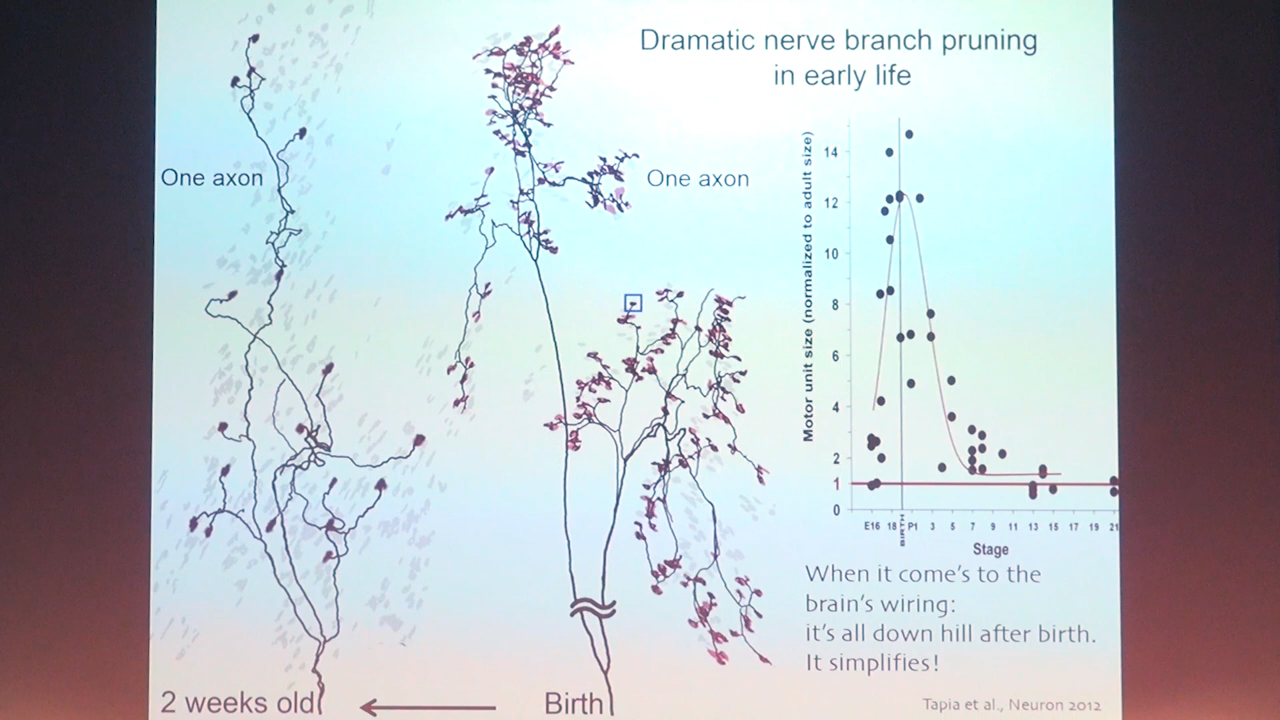 Dramatic nerve branch pruning
in early life
One axon
One axon
Motor unit size (normalized to adult size)
14
12
10
8
6
4
2
1
0
E16 18 BIRTH P1 3 5 7 9 11 13 15 17 19 21
Stage
When it come's to the
brain's wiring:
it's all down hill after birth.
It simplifies!
2 weeks old
Birth
Tapia et al., Neuron 2012